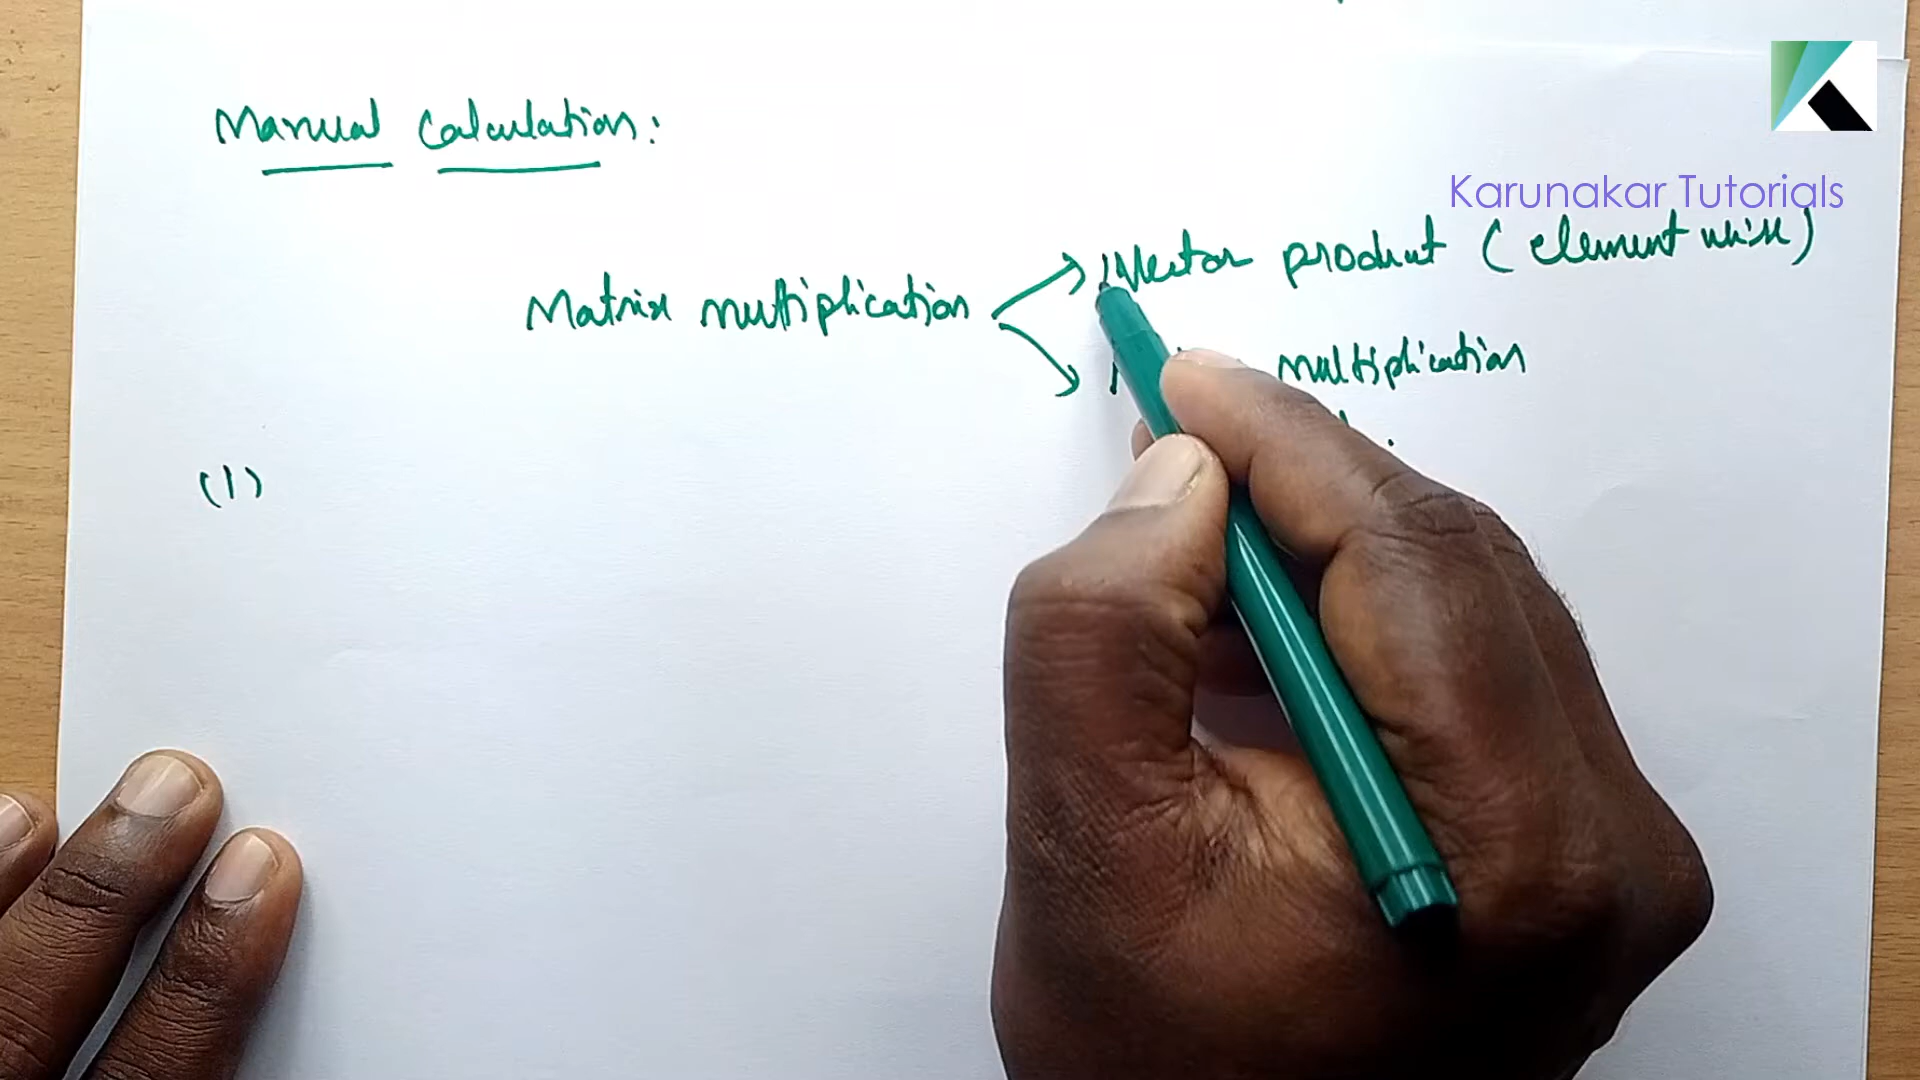 Manual Calculation:
Karunakar Tutorials
Vector product (element wise)
Matrix multiplication
multiplication
(1)